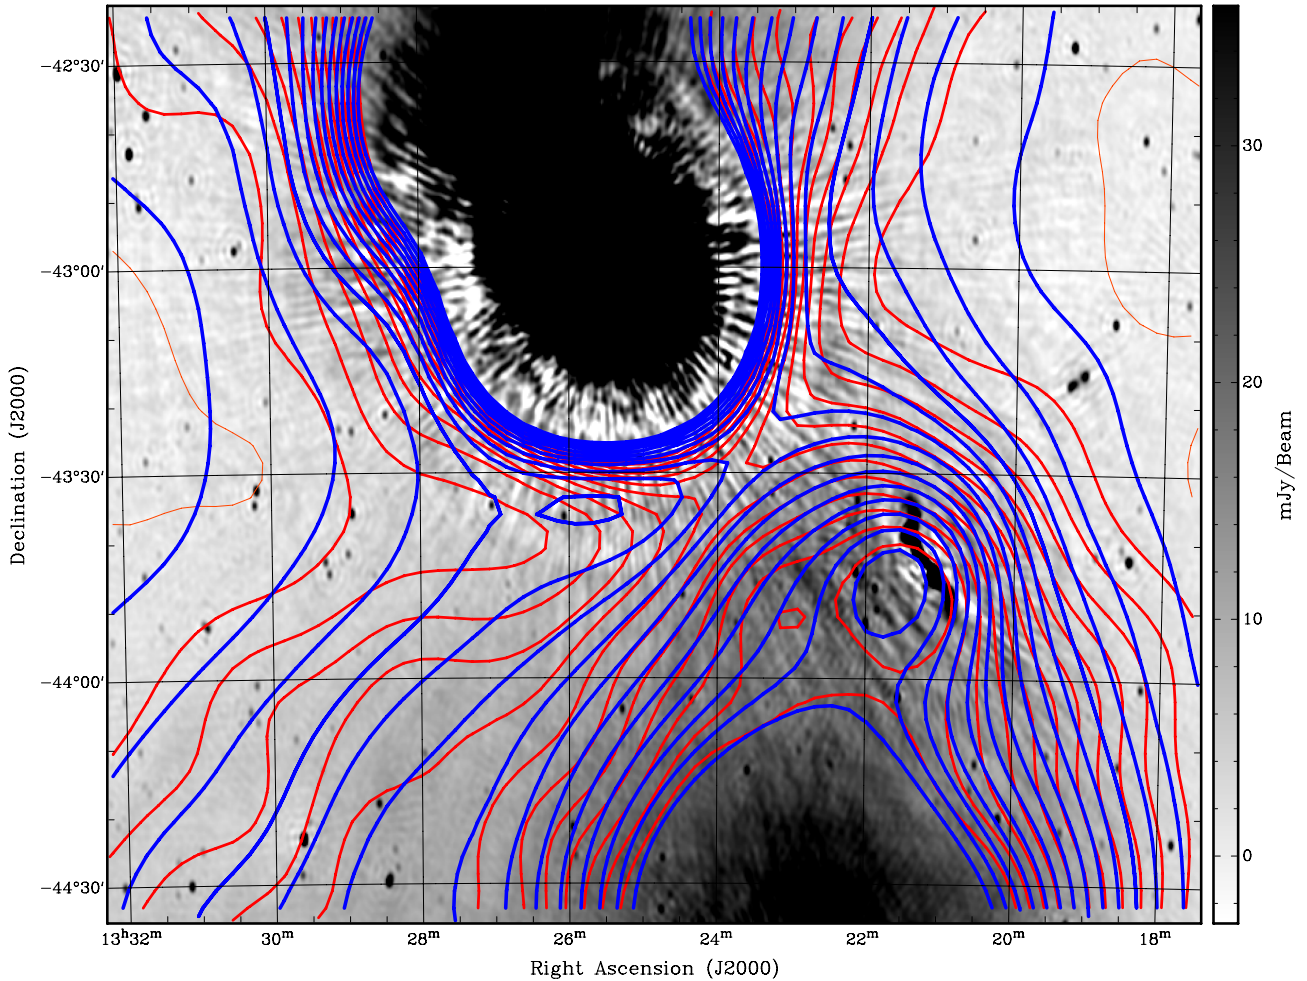 −42°30′
−43°00′
−43°30′
−44°00′
−44°30′
Declination (J2000)
13ʰ32ᵐ 30ᵐ 28ᵐ 26ᵐ 24ᵐ 22ᵐ 20ᵐ 18ᵐ
Right Ascension (J2000)
30
20
10
0
mJy/Beam